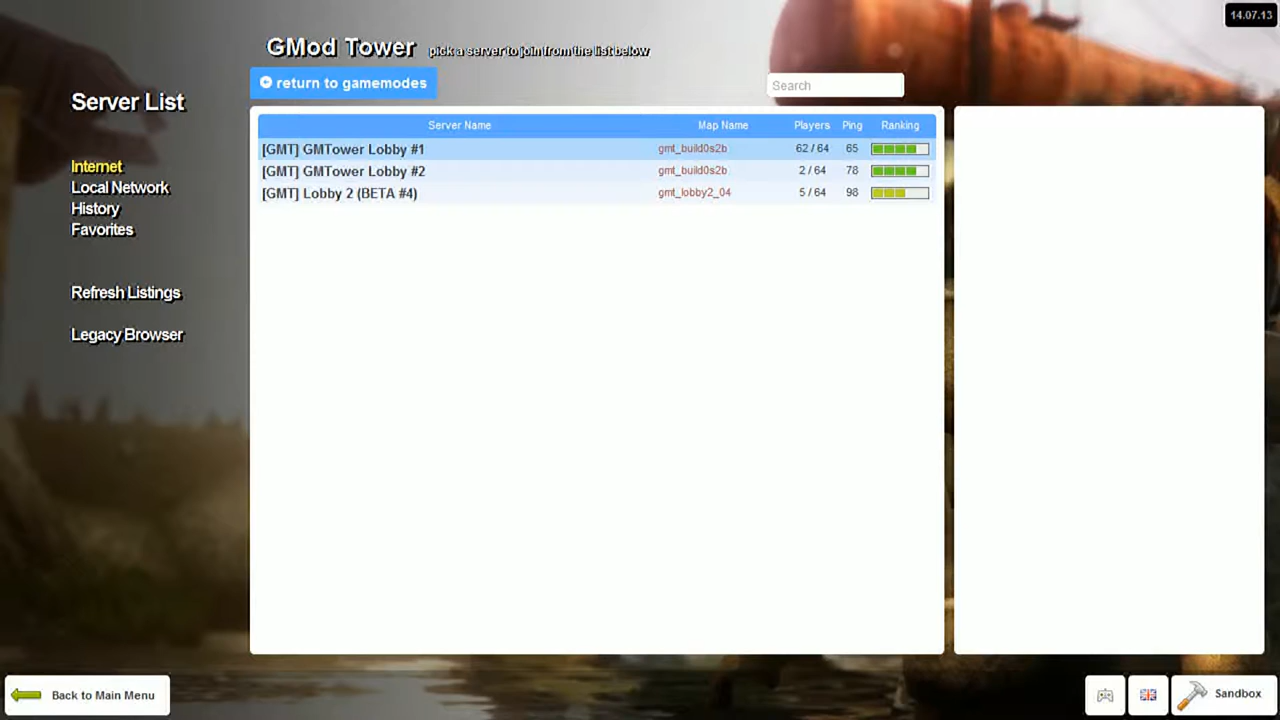 14.07.13
GMod Tower pick a server to join from the list below
return to gamemodes
Search
Server List
Internet
Local Network
History
Favorites
Refresh Listings
Legacy Browser
Server Name Map Name Players Ping Ranking
[GMT] GMTower Lobby #1 gmt_build0s2b 62 / 64 65
[GMT] GMTower Lobby #2 gmt_build0s2b 2 / 64 78
[GMT] Lobby 2 (BETA #4) gmt_lobby2_04 5 / 64 98
Back to Main Menu
Sandbox